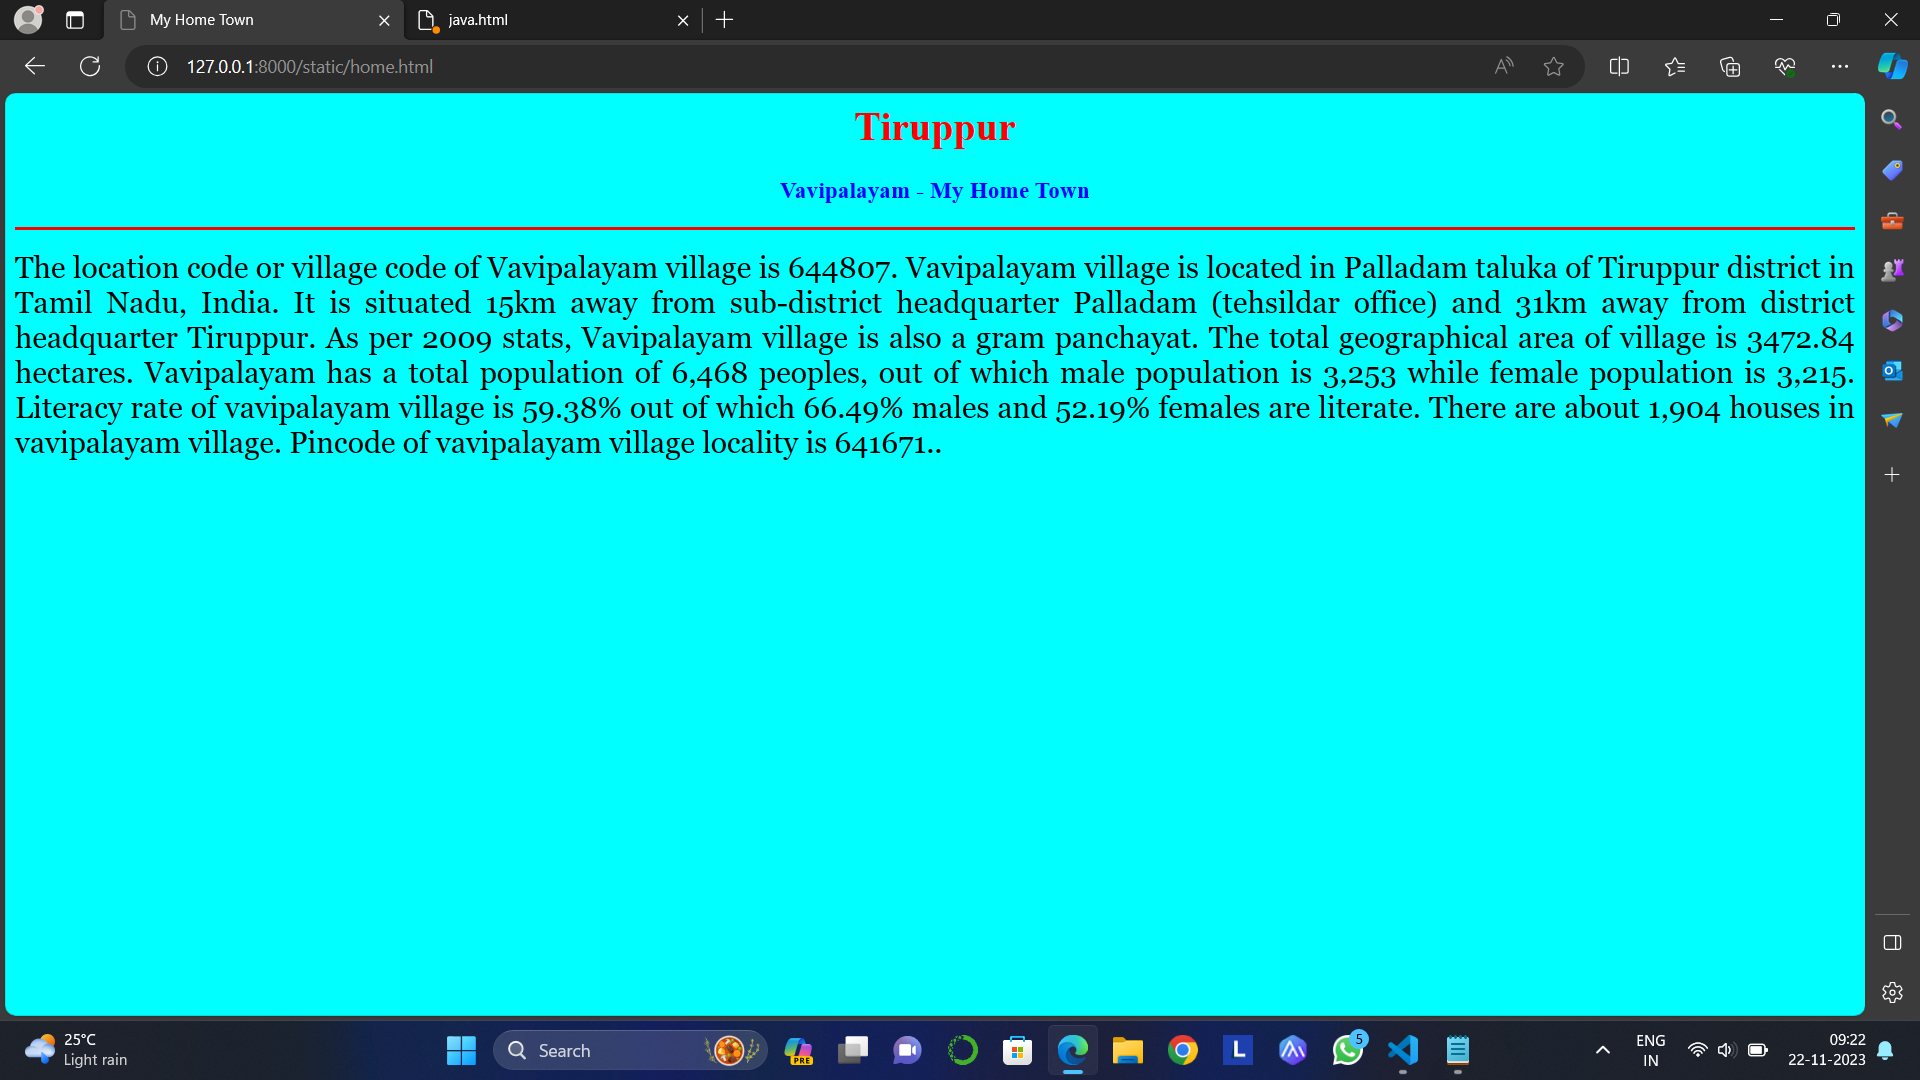 My Home Town
java.html
127.0.0.1:8000/static/home.html
Tiruppur
Vavipalayam - My Home Town
The location code or village code of Vavipalayam village is 644807. Vavipalayam village is located in Palladam taluka of Tiruppur district in
Tamil Nadu, India. It is situated 15km away from sub-district headquarter Palladam (tehsildar office) and 31km away from district
headquarter Tiruppur. As per 2009 stats, Vavipalayam village is also a gram panchayat. The total geographical area of village is 3472.84
hectares. Vavipalayam has a total population of 6,468 peoples, out of which male population is 3,253 while female population is 3,215.
Literacy rate of vavipalayam village is 59.38% out of which 66.49% males and 52.19% females are literate. There are about 1,904 houses in
vavipalayam village. Pincode of vavipalayam village locality is 641671..
25°C
Light rain
Search
PRE
L
5
ENG
IN
09:22
22-11-2023